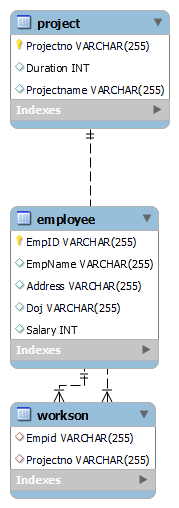 project
Projectno VARCHAR(255)
Duration INT
Projectname VARCHAR(255)
Indexes
employee
EmpID VARCHAR(255)
EmpName VARCHAR(255)
Address VARCHAR(255)
Doj VARCHAR(255)
Salary INT
Indexes
workson
Empid VARCHAR(255)
Projectno VARCHAR(255)
Indexes